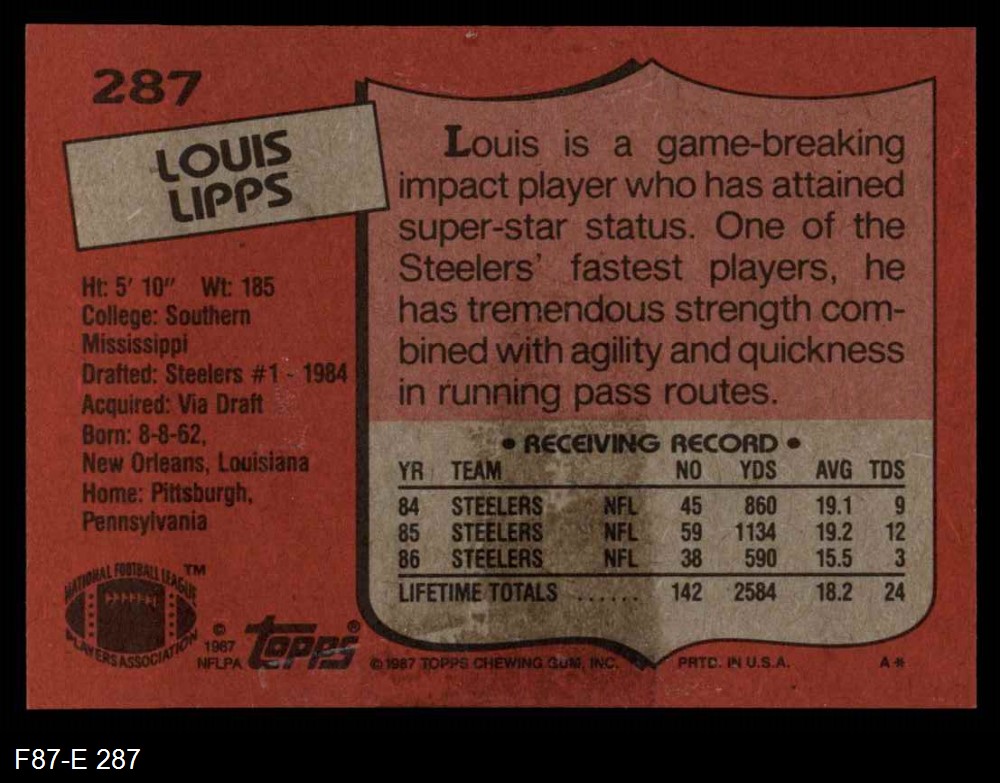 287
LOUIS
LIPPS
Ht: 5' 10" Wt: 185
College: Southern
Mississippi
Drafted: Steelers #1 - 1984
Acquired: Via Draft
Born: 8-8-62,
New Orleans, Louisiana
Home: Pittsburgh,
Pennsylvania
NATIONAL FOOTBALL LEAGUE ™
PLAYERS ASSOCIATION
© 1987
NFLPA
topps®
Louis is a game-breaking
impact player who has attained
super-star status. One of the
Steelers' fastest players, he
has tremendous strength com-
bined with agility and quickness
in running pass routes.
• RECEIVING RECORD •
YR TEAM NO YDS AVG TDS
84 STEELERS NFL 45 860 19.1 9
85 STEELERS NFL 59 1134 19.2 12
86 STEELERS NFL 38 590 15.5 3
LIFETIME TOTALS ...... 142 2584 18.2 24
© 1987 TOPPS CHEWING GUM, INC. PRTD. IN U.S.A. A*
F87-E 287